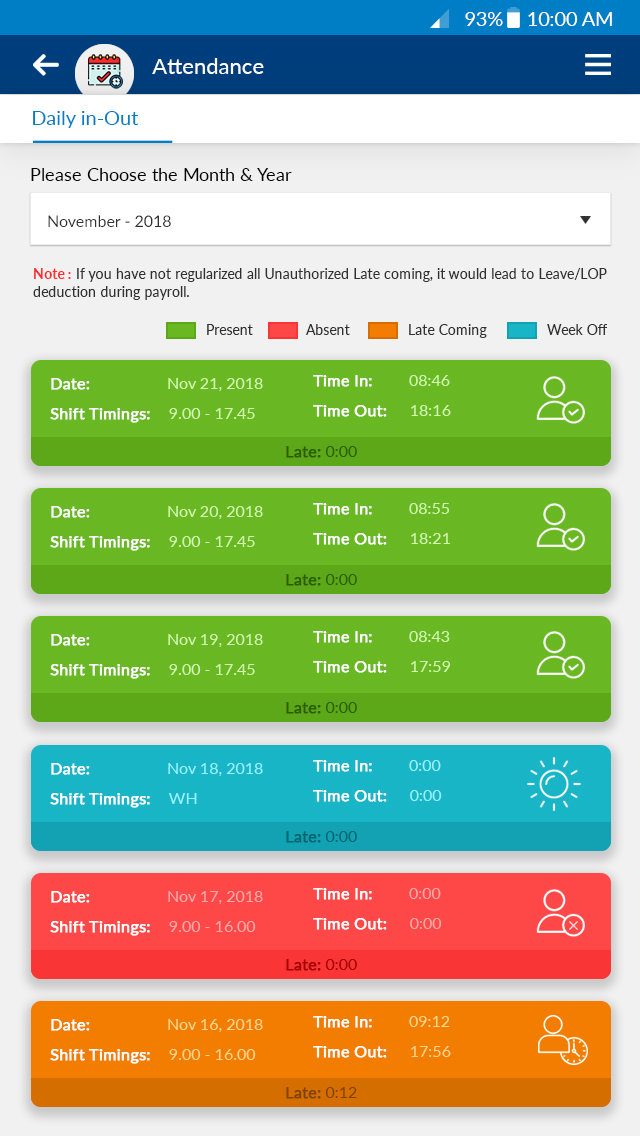 93% 10:00 AM
Attendance
Daily in-Out
Please Choose the Month & Year
November - 2018
Note : If you have not regularized all Unauthorized Late coming, it would lead to Leave/LOP
deduction during payroll.
Present Absent Late Coming Week Off
Date: Nov 21, 2018 Time In: 08:46
Shift Timings: 9.00 - 17.45 Time Out: 18:16
Late: 0:00
Date: Nov 20, 2018 Time In: 08:55
Shift Timings: 9.00 - 17.45 Time Out: 18:21
Late: 0:00
Date: Nov 19, 2018 Time In: 08:43
Shift Timings: 9.00 - 17.45 Time Out: 17:59
Late: 0:00
Date: Nov 18, 2018 Time In: 0:00
Shift Timings: WH Time Out: 0:00
Late: 0:00
Date: Nov 17, 2018 Time In: 0:00
Shift Timings: 9.00 - 16.00 Time Out: 0:00
Late: 0:00
Date: Nov 16, 2018 Time In: 09:12
Shift Timings: 9.00 - 16.00 Time Out: 17:56
Late: 0:12